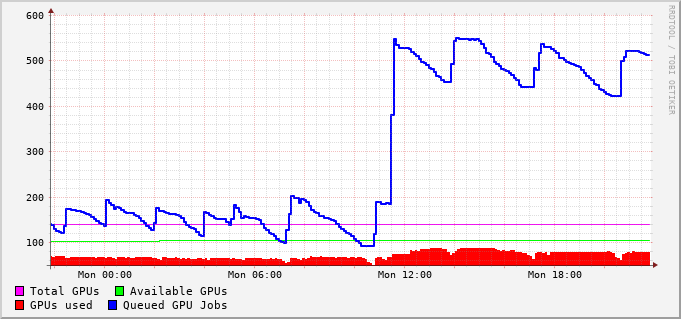 600
500
400
300
200
100
Mon 00:00 Mon 06:00 Mon 12:00 Mon 18:00
Total GPUs Available GPUs
GPUs used Queued GPU Jobs
RRDTOOL / TOBI OETIKER